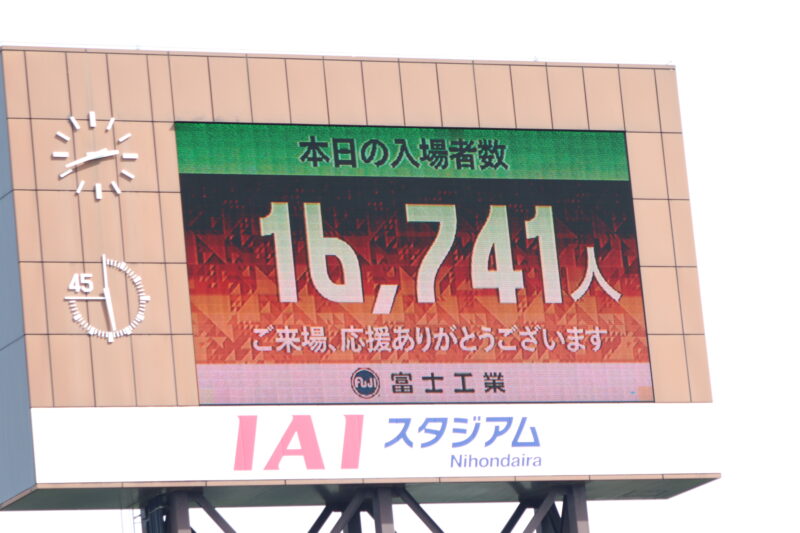 本日の入場者数
16,741人
ご来場、応援ありがとうございます
FUJI 富士工業
45
IAI スタジアム
Nihondaira